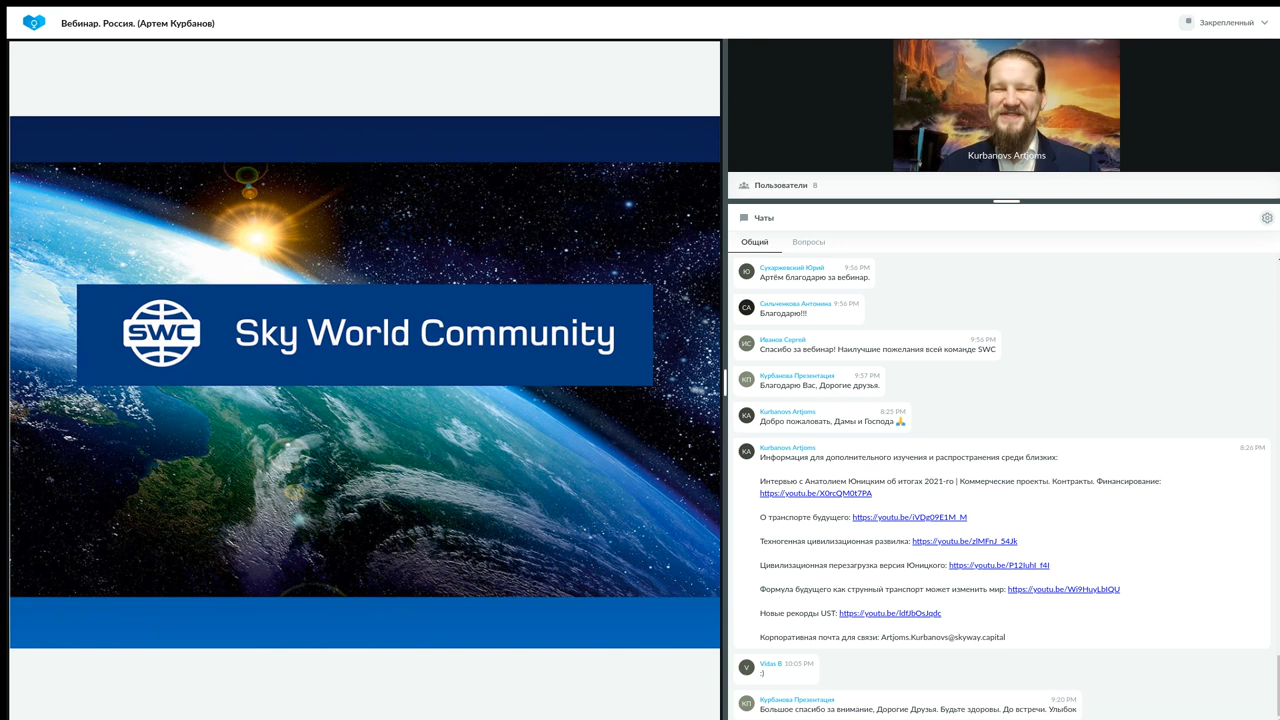 Вебинар. Россия. (Артем Курбанов)
Закрепленный
SWC
Sky World Community
Kurbanovs Artjoms
Пользователи 8
Чаты
Общий Вопросы
Ю
Сухаржевский Юрий 9:56 PM
Артём благодарю за вебинар.
СА
Сильченкова Антонина 9:56 PM
Благодарю!!!
ИС
Иванов Сергей 9:56 PM
Спасибо за вебинар! Наилучшие пожелания всей команде SWC
КП
Курбанова Презентация 9:57 PM
Благодарю Вас, Дорогие друзья.
KA
Kurbanovs Artjoms 8:25 PM
Добро пожаловать, Дамы и Господа 🙏
KA
Kurbanovs Artjoms 8:26 PM
Информация для дополнительного изучения и распространения среди близких:
Интервью с Анатолием Юницким об итогах 2021-го | Коммерческие проекты. Контракты. Финансирование:
https://youtu.be/X0rcQM0t7PA
О транспорте будущего: https://youtu.be/iVDg09E1M_M
Техногенная цивилизационная развилка: https://youtu.be/zlMFnJ_54Jk
Цивилизационная перезагрузка версия Юницкого: https://youtu.be/P12IuhI_f4I
Формула будущего как струнный транспорт может изменить мир: https://youtu.be/Wi9HuyLbIQU
Новые рекорды UST: https://youtu.be/ldfJbOsJqdc
Корпоративная почта для связи: Artjoms.Kurbanovs@skyway.capital
V
Vidas B 10:05 PM
:)
КП
Курбанова Презентация 9:20 PM
Большое спасибо за внимание, Дорогие Друзья. Будьте здоровы. До встречи. Улыбок